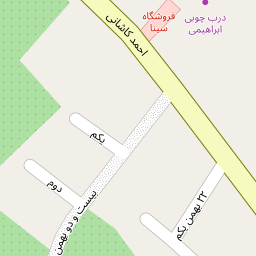 درب چوبی
ابراهیمی
فروشگاه
سینا
احمد کاشانی
یکم
دوم
بیست و دو بهمن
۲۲ بهمن یکم